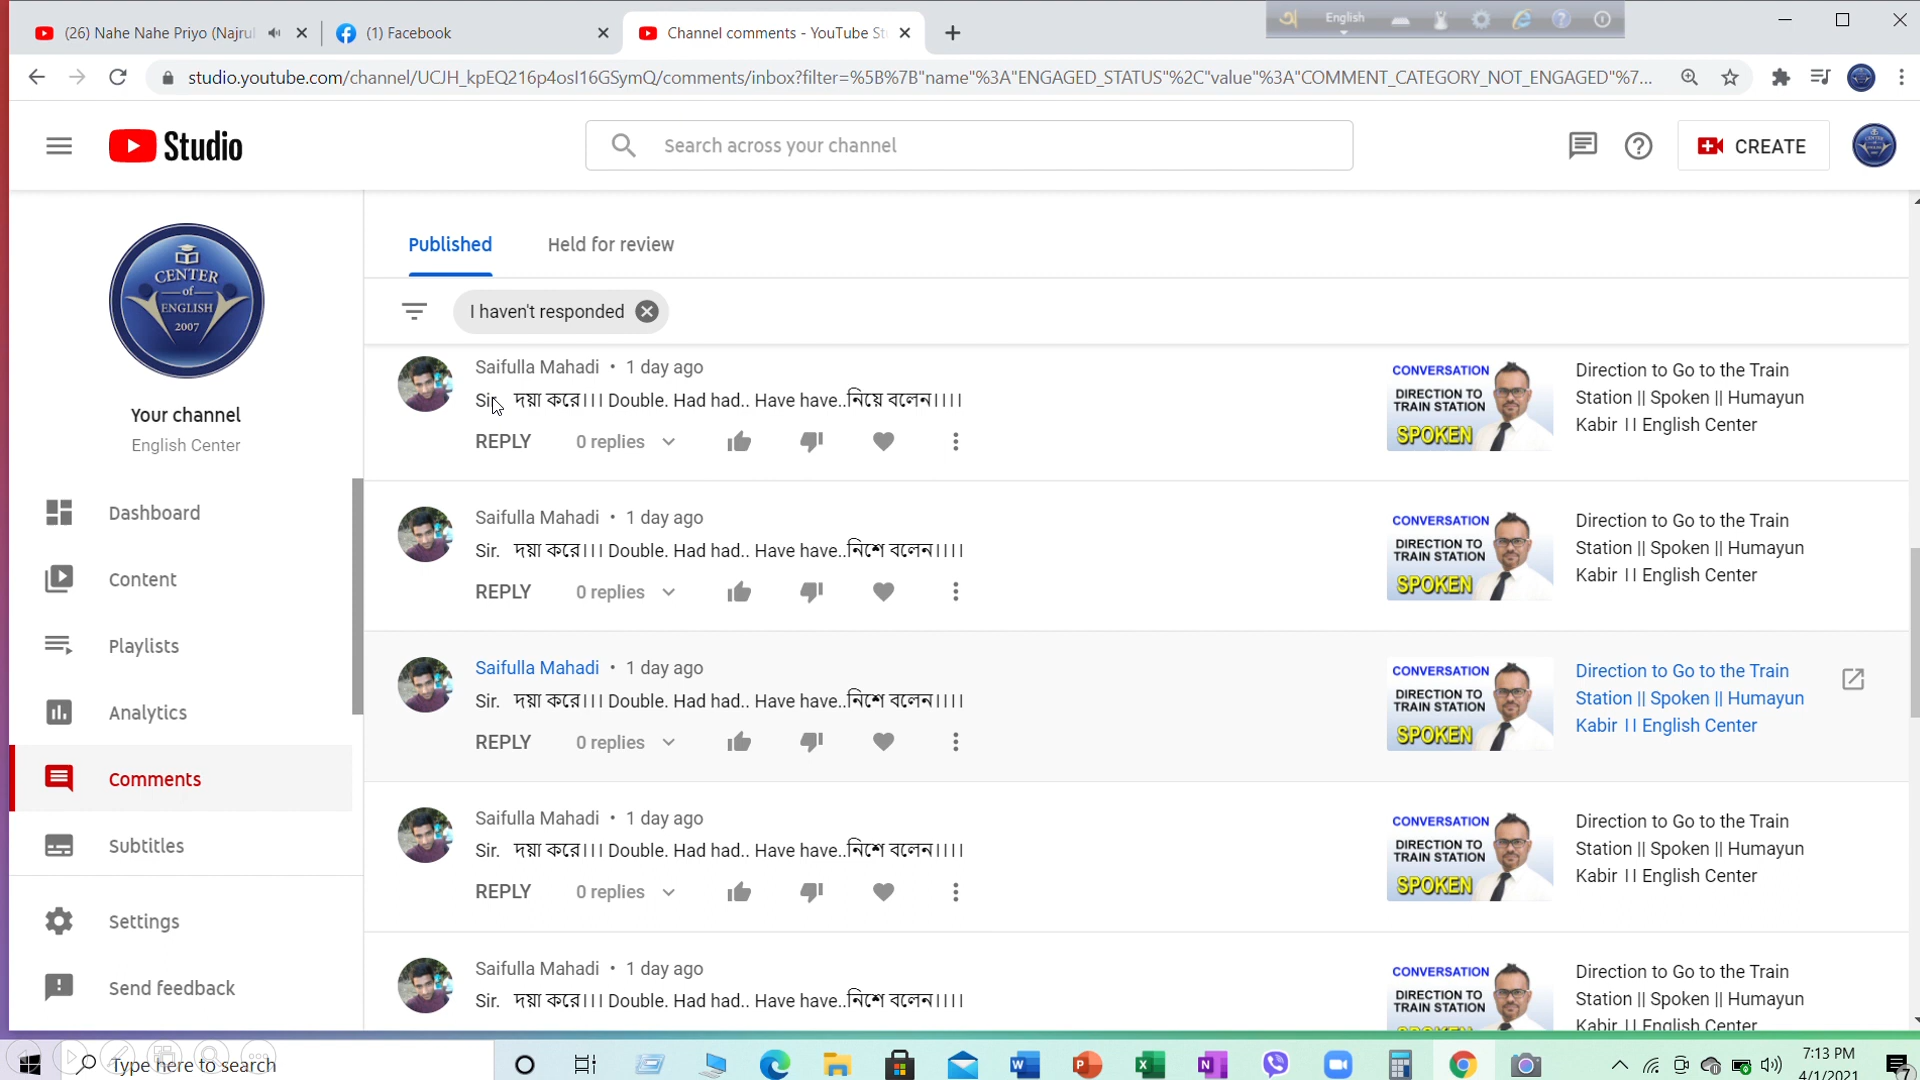 (26) Nahe Nahe Priyo (Najrul
(1) Facebook
Channel comments - YouTube St
English
studio.youtube.com/channel/UCJH_kpEQ216p4osI16GSymQ/comments/inbox?filter=%5B%7B"name"%3A"ENGAGED_STATUS"%2C"value"%3A"COMMENT_CATEGORY_NOT_ENGAGED"%7...
Studio
Search across your channel
CREATE
CENTER
of
ENGLISH
2007
Your channel
English Center
Dashboard
Content
Playlists
Analytics
Comments
Subtitles
Settings
Send feedback
Published
Held for review
I haven't responded
Saifulla Mahadi • 1 day ago
Sir. দয়া করে।।। Double. Had had.. Have have..নিয়ে বলেন।।।।
REPLY 0 replies
CONVERSATION
DIRECTION TO
TRAIN STATION
SPOKEN
Direction to Go to the Train
Station || Spoken || Humayun
Kabir ।। English Center
Saifulla Mahadi • 1 day ago
Sir. দয়া করে।।। Double. Had had.. Have have..নিশে বলেন।।।।
REPLY 0 replies
CONVERSATION
DIRECTION TO
TRAIN STATION
SPOKEN
Direction to Go to the Train
Station || Spoken || Humayun
Kabir ।। English Center
Saifulla Mahadi • 1 day ago
Sir. দয়া করে।।। Double. Had had.. Have have..নিশে বলেন।।।।
REPLY 0 replies
CONVERSATION
DIRECTION TO
TRAIN STATION
SPOKEN
Direction to Go to the Train
Station || Spoken || Humayun
Kabir ।। English Center
Saifulla Mahadi • 1 day ago
Sir. দয়া করে।।। Double. Had had.. Have have..নিশে বলেন।।।।
REPLY 0 replies
CONVERSATION
DIRECTION TO
TRAIN STATION
SPOKEN
Direction to Go to the Train
Station || Spoken || Humayun
Kabir ।। English Center
Saifulla Mahadi • 1 day ago
Sir. দয়া করে।।। Double. Had had.. Have have..নিশে বলেন।।।।
CONVERSATION
DIRECTION TO
TRAIN STATION
SPOKEN
Direction to Go to the Train
Station || Spoken || Humayun
Kabir ।। English Center
Type here to search
7:13 PM
4/1/2021
7